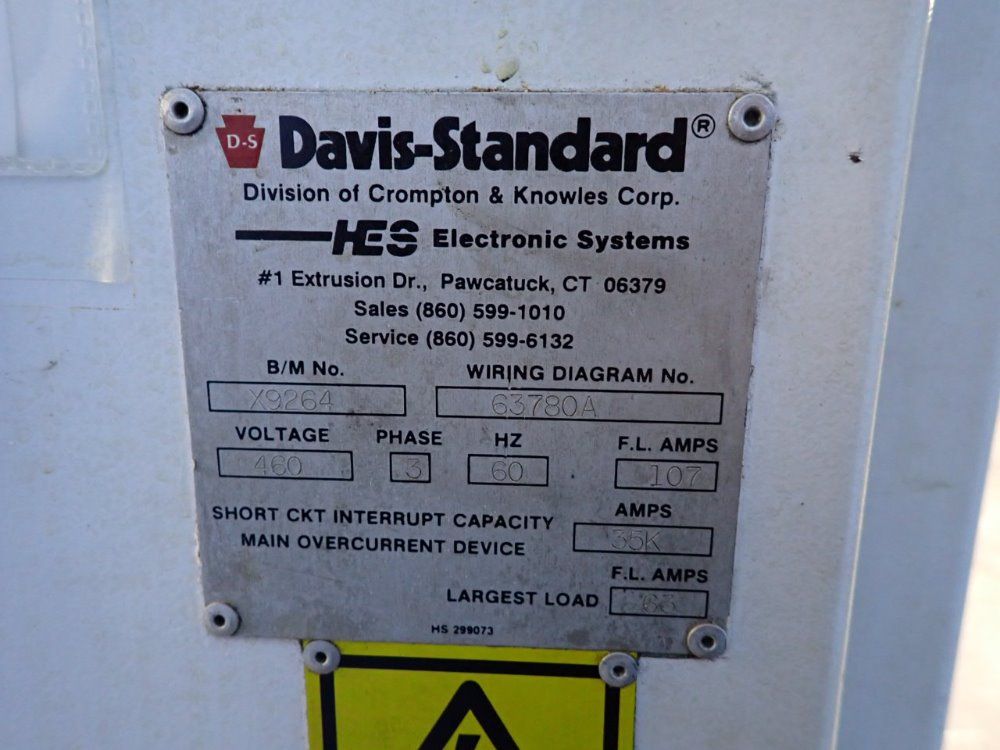 D-S Davis-Standard®
Division of Crompton & Knowles Corp.
HES Electronic Systems
#1 Extrusion Dr., Pawcatuck, CT 06379
Sales (860) 599-1010
Service (860) 599-6132
B/M No. WIRING DIAGRAM No.
X9264 63780A
VOLTAGE PHASE HZ F.L. AMPS
460 3 60 107
SHORT CKT INTERRUPT CAPACITY AMPS
MAIN OVERCURRENT DEVICE 35K
F.L. AMPS
LARGEST LOAD
HS 299073